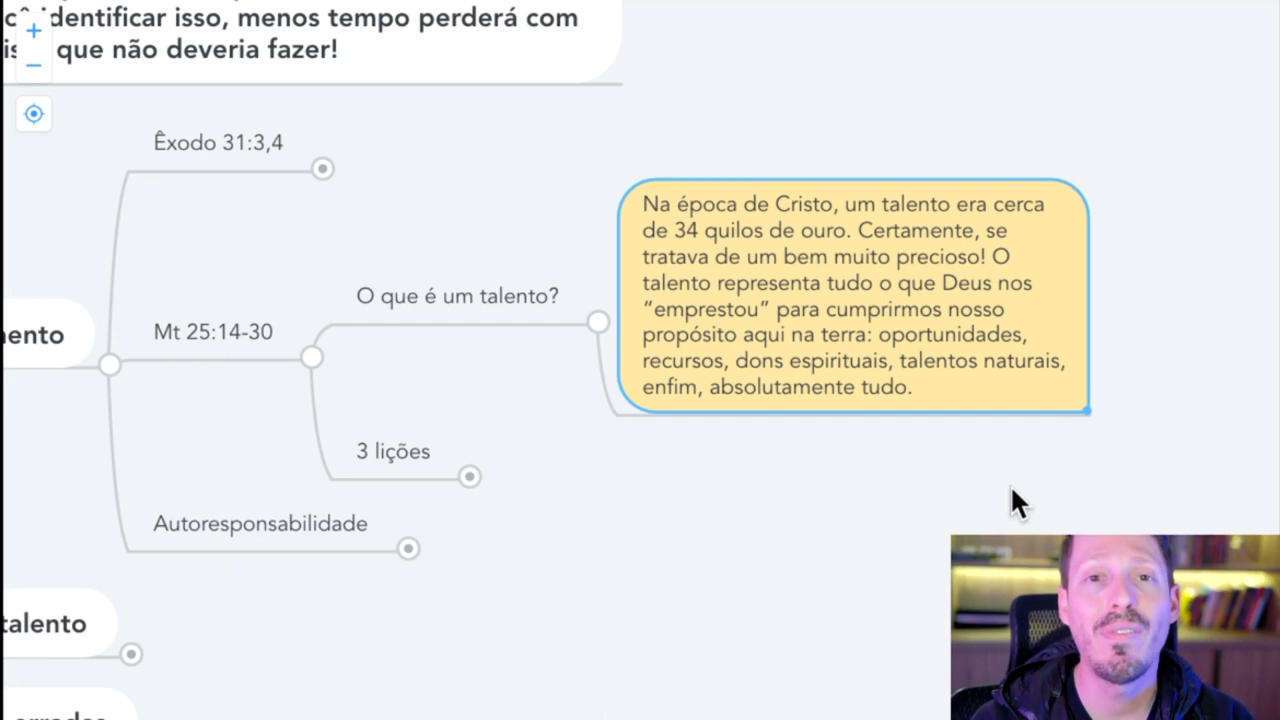 identificar isso, menos tempo perderá com
que não deveria fazer!
Êxodo 31:3,4
Na época de Cristo, um talento era cerca
de 34 quilos de ouro. Certamente, se
tratava de um bem muito precioso! O
talento representa tudo o que Deus nos
“emprestou” para cumprirmos nosso
propósito aqui na terra: oportunidades,
recursos, dons espirituais, talentos naturais,
enfim, absolutamente tudo.
O que é um talento?
Mt 25:14-30
3 lições
Autoresponsabilidade
talento